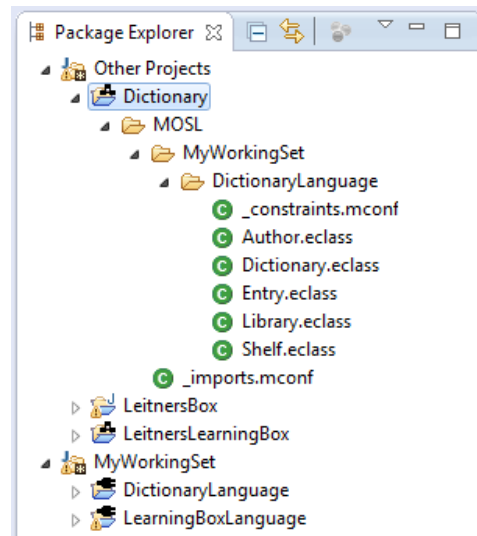 Package Explorer
Other Projects
Dictionary
MOSL
MyWorkingSet
DictionaryLanguage
_constraints.mconf
Author.eclass
Dictionary.eclass
Entry.eclass
Library.eclass
Shelf.eclass
_imports.mconf
LeitnersBox
LeitnersLearningBox
MyWorkingSet
DictionaryLanguage
LearningBoxLanguage